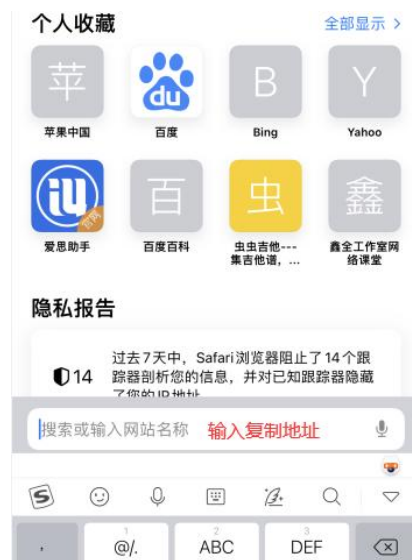 个人收藏
全部显示 >
苹
du
B
Y
苹果中国
百度
Bing
Yahoo
iU
官网
百
虫
鑫
爱思助手
百度百科
虫虫吉他---
集吉他谱，...
鑫全工作室网
络课堂
隐私报告
14
过去7天中，Safari浏览器阻止了14个跟
踪器剖析您的信息，并对已知跟踪器隐藏
了您的IP地址
搜索或输入网站名称
输入复制地址
S
，
1
@/.
2
ABC
3
DEF